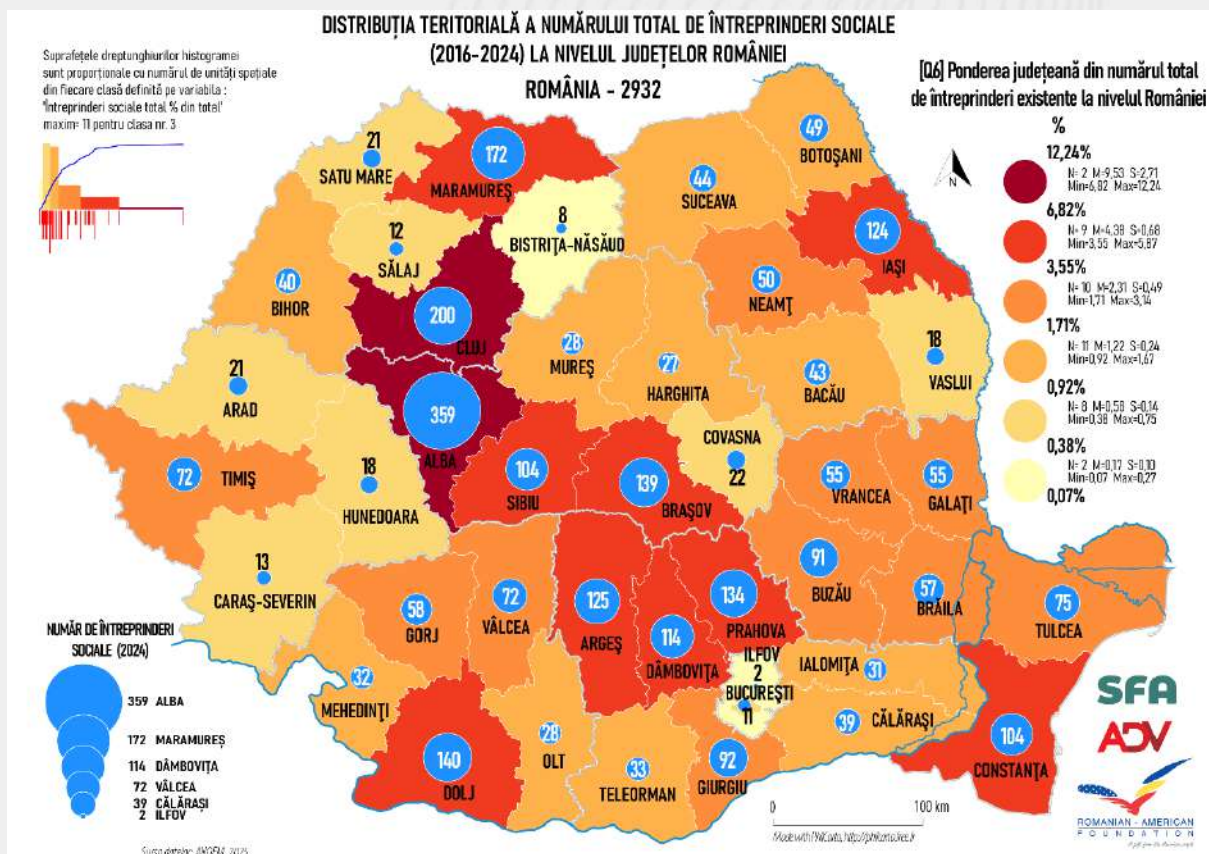 DISTRIBUȚIA TERITORIALĂ A NUMĂRULUI TOTAL DE ÎNTREPRINDERI SOCIALE
(2016-2024) LA NIVELUL JUDEȚELOR ROMÂNIEI
ROMÂNIA - 2932
Suprafețele dreptunghiurilor histogramei
sunt proporționale cu numărul de unități spațiale
din fiecare clasă definită pe variabila :
'Întreprinderi sociale total % din total'
maxim= 11 pentru clasa nr. 3
[Q6] Ponderea județeană din numărul total
de întreprinderi existente la nivelul României
%
12,24%
N= 2 M=9,53 S=2,71
Min=6,82 Max=12,24
6,82%
N= 9 M=4,38 S=0,68
Min=3,55 Max=5,87
3,55%
N= 10 M=2,31 S=0,49
Min=1,71 Max=3,14
1,71%
N= 11 M=1,22 S=0,24
Min=0,92 Max=1,67
0,92%
N= 8 M=0,58 S=0,14
Min=0,38 Max=0,75
0,38%
N= 2 M=0,17 S=0,10
Min=0,07 Max=0,27
0,07%
N
21
SATU MARE
172
MARAMUREȘ
49
BOTOȘANI
44
SUCEAVA
8
BISTRIȚA-NĂSĂUD
12
SĂLAJ
124
IAȘI
40
BIHOR
50
NEAMȚ
200
CLUJ
28
MUREȘ
27
HARGHITA
43
BACĂU
18
VASLUI
21
ARAD
359
ALBA
COVASNA
22
72
TIMIȘ
18
HUNEDOARA
104
SIBIU
139
BRAȘOV
55
VRANCEA
55
GALAȚI
13
CARAȘ-SEVERIN
58
GORJ
72
VÂLCEA
125
ARGEȘ
114
DÂMBOVIȚA
134
PRAHOVA
91
BUZĂU
57
BRĂILA
75
TULCEA
ILFOV
2
BUCUREȘTI
11
IALOMIȚA
31
39
CĂLĂRAȘI
32
MEHEDINȚI
140
DOLJ
28
OLT
33
TELEORMAN
92
GIURGIU
104
CONSTANȚA
NUMĂR DE ÎNTREPRINDERI
SOCIALE (2024)
359 ALBA
172 MARAMUREȘ
114 DÂMBOVIȚA
72 VÂLCEA
39 CĂLĂRAȘI
2 ILFOV
0 100 km
SFA
ADV
ROMANIAN - AMERICAN
FOUNDATION